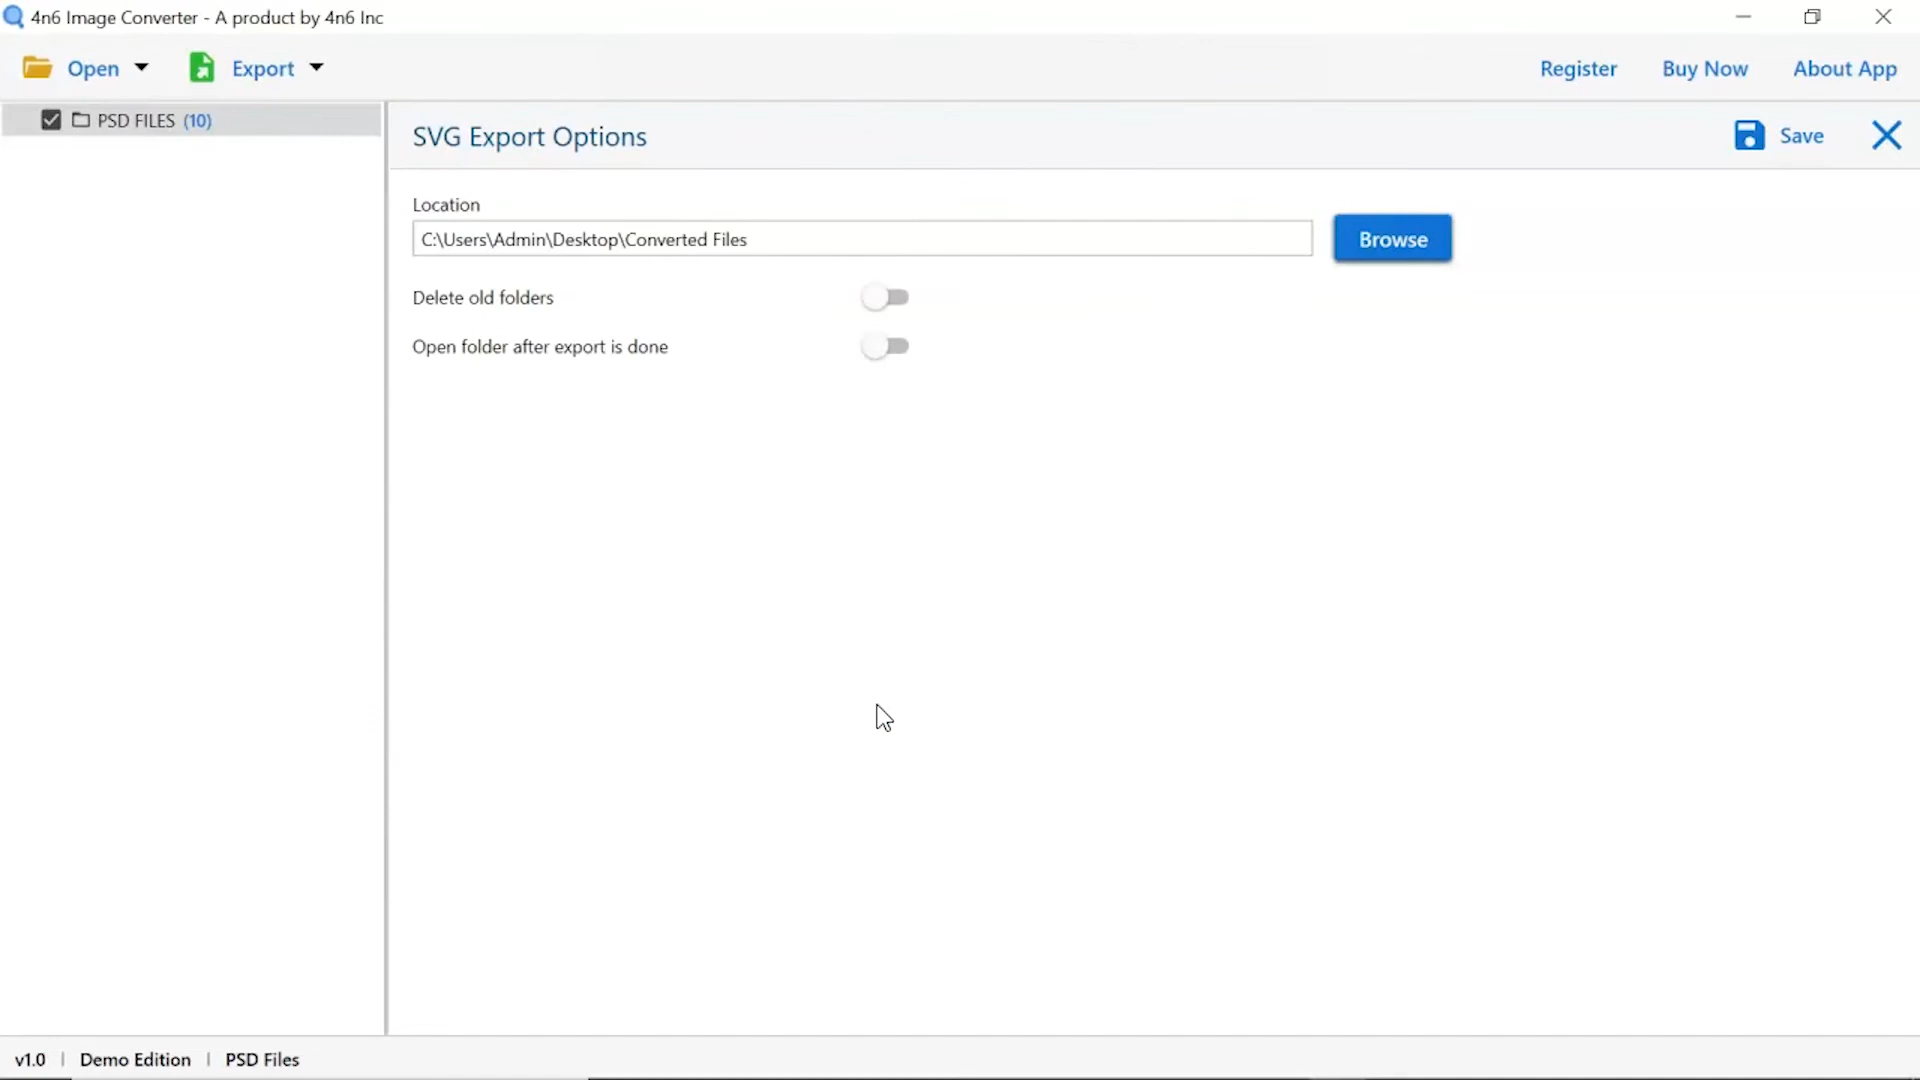 4n6 Image Converter - A product by 4n6 Inc
Open Export Register Buy Now About App
PSD FILES (10)
SVG Export Options Save
Location
C:\Users\Admin\Desktop\Converted Files Browse
Delete old folders
Open folder after export is done
v1.0 | Demo Edition | PSD Files